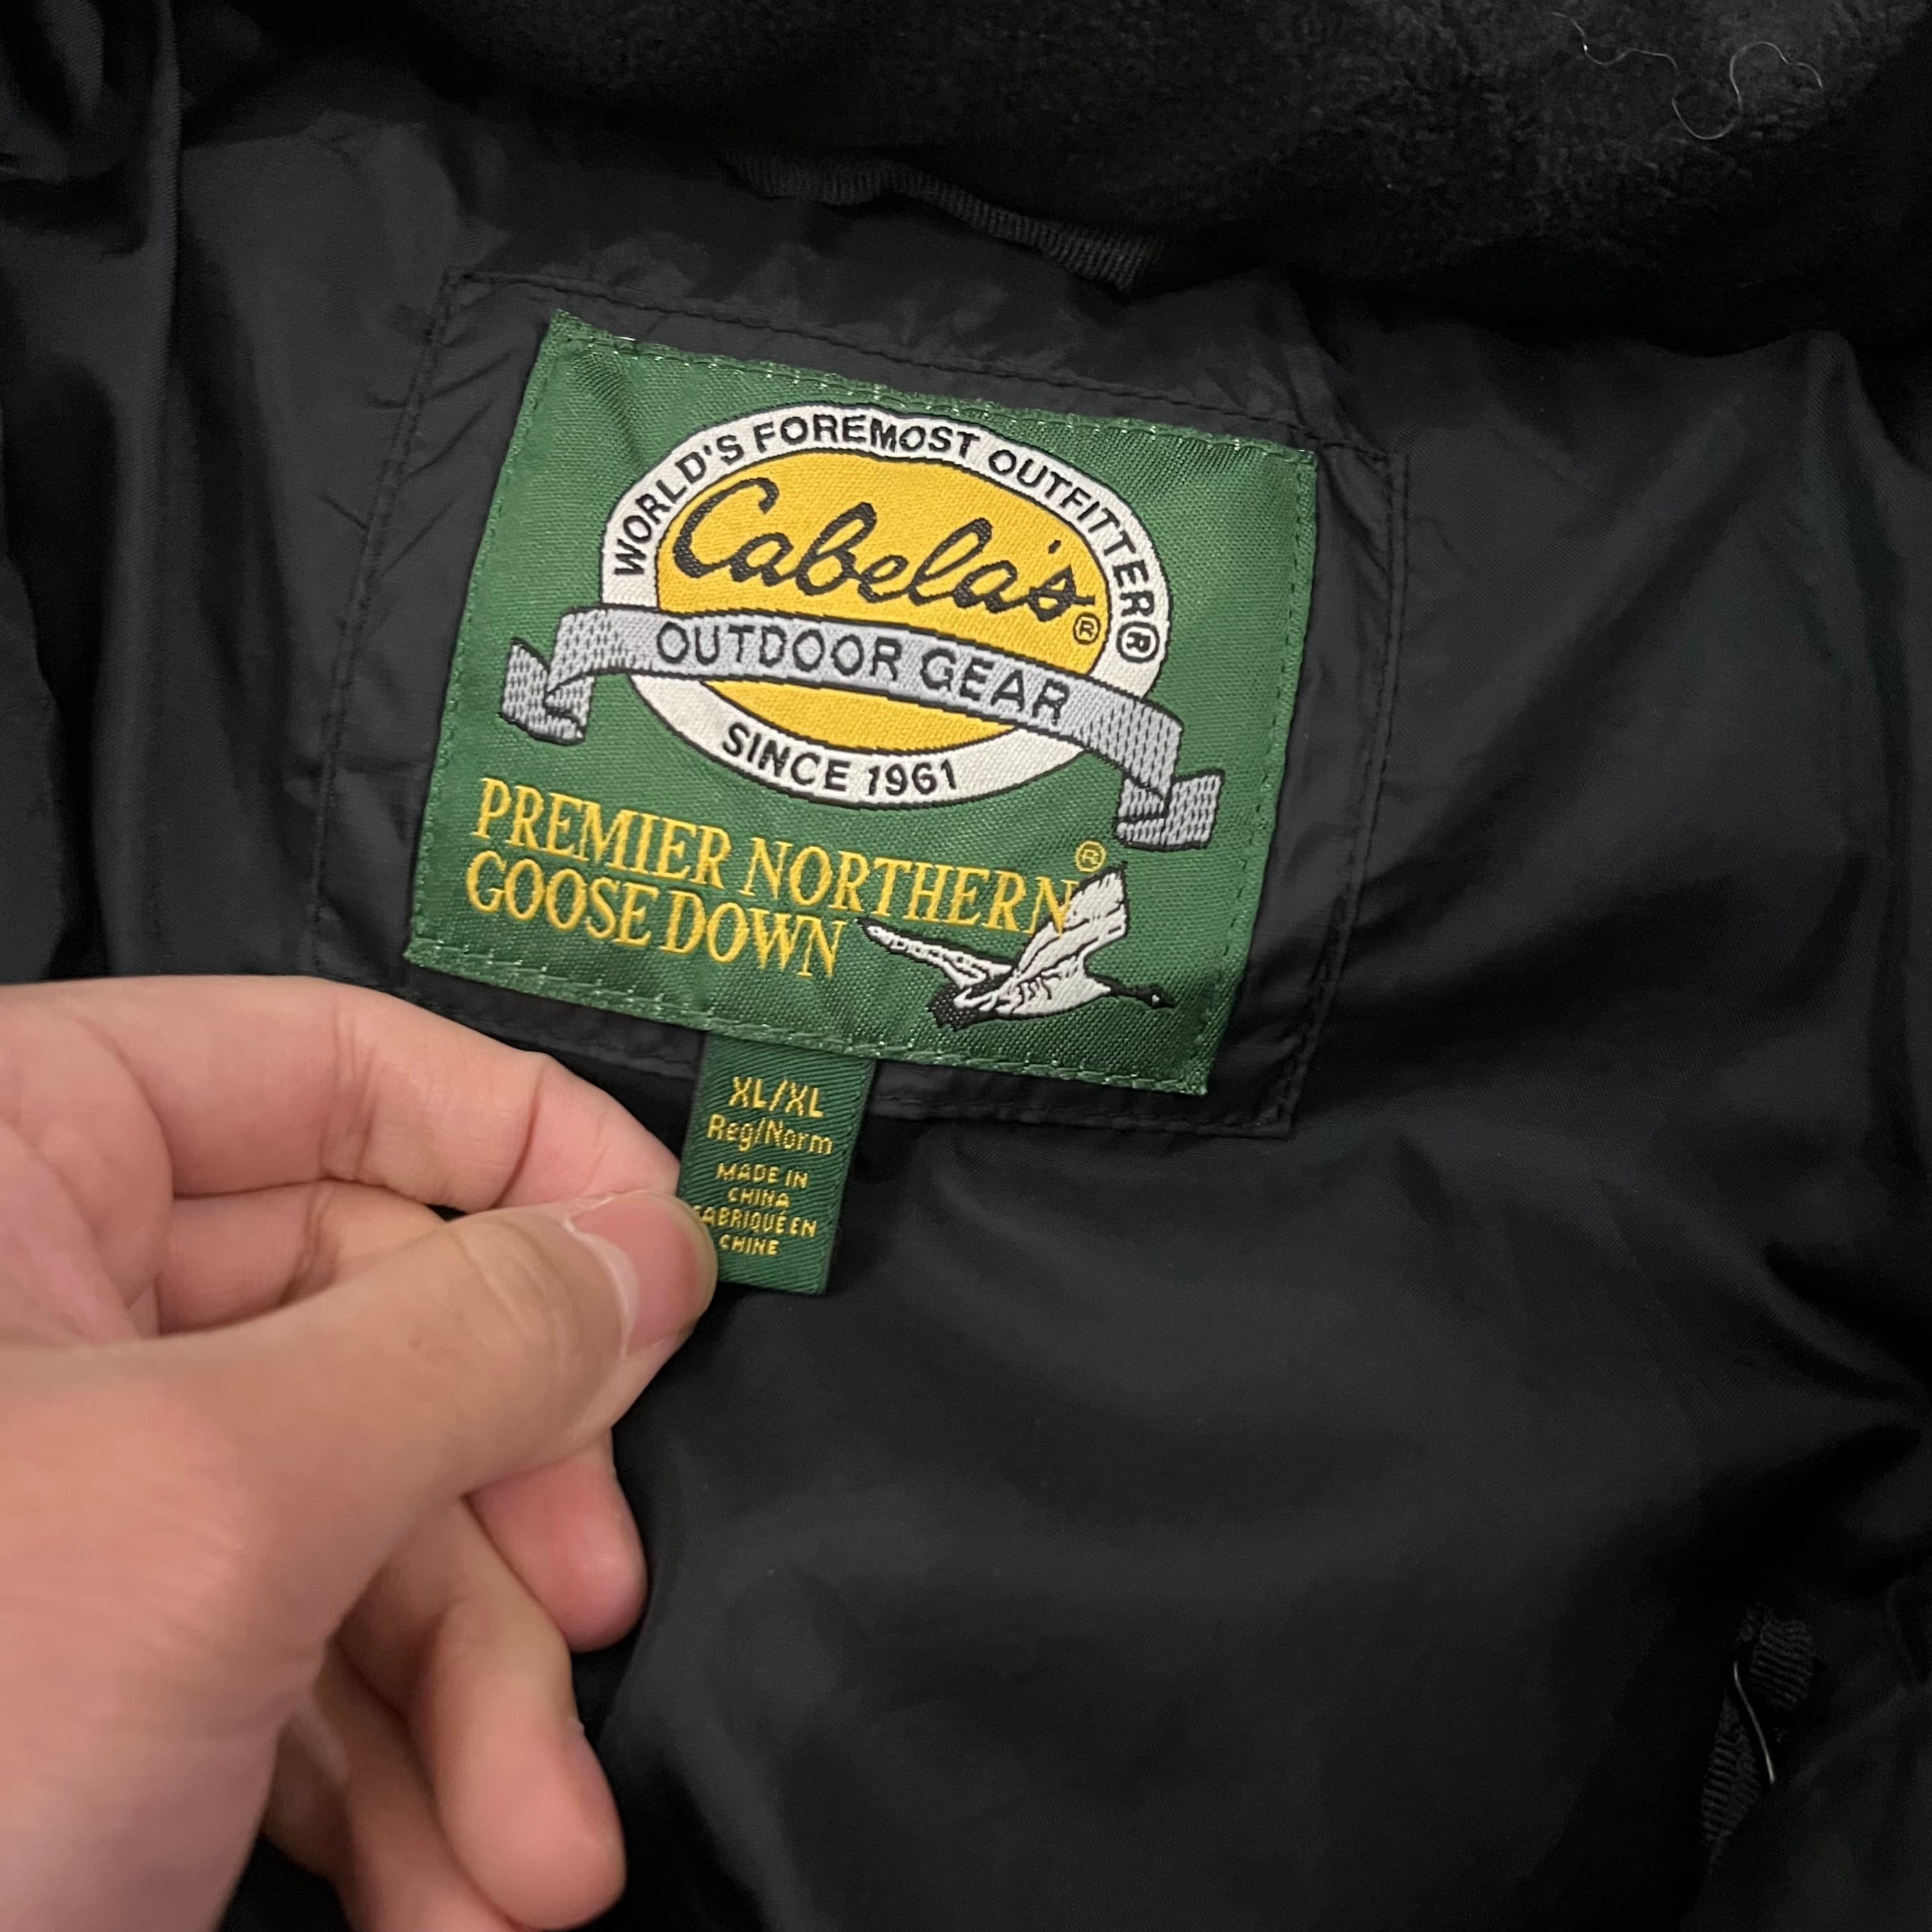 WORLD'S FOREMOST OUTFITTER®
Cabela's®
OUTDOOR GEAR
SINCE 1961
PREMIER NORTHERN®
GOOSE DOWN
XL/XL
Reg/Norm
MADE IN
CHINA
FABRIQUÉ EN
CHINE